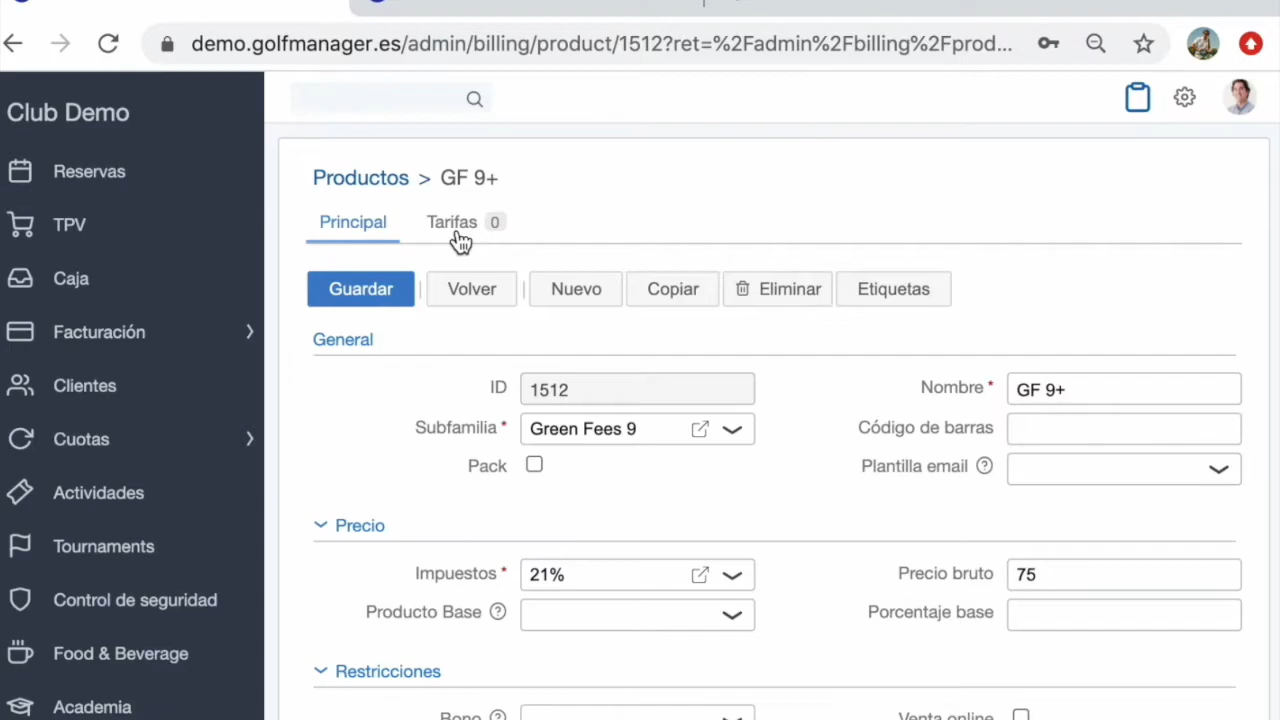 demo.golfmanager.es/admin/billing/product/1512?ret=%2Fadmin%2Fbilling%2Fprod...
Club Demo
Reservas
TPV
Caja
Facturación
Clientes
Cuotas
Actividades
Tournaments
Control de seguridad
Food & Beverage
Academia
Productos > GF 9+
Principal Tarifas 0
Guardar Volver Nuevo Copiar Eliminar Etiquetas
General
ID 1512 Nombre * GF 9+
Subfamilia * Green Fees 9 Código de barras
Pack Plantilla email ?
Precio
Impuestos * 21% Precio bruto 75
Producto Base ? Porcentaje base
Restricciones
Bono ? Venta online